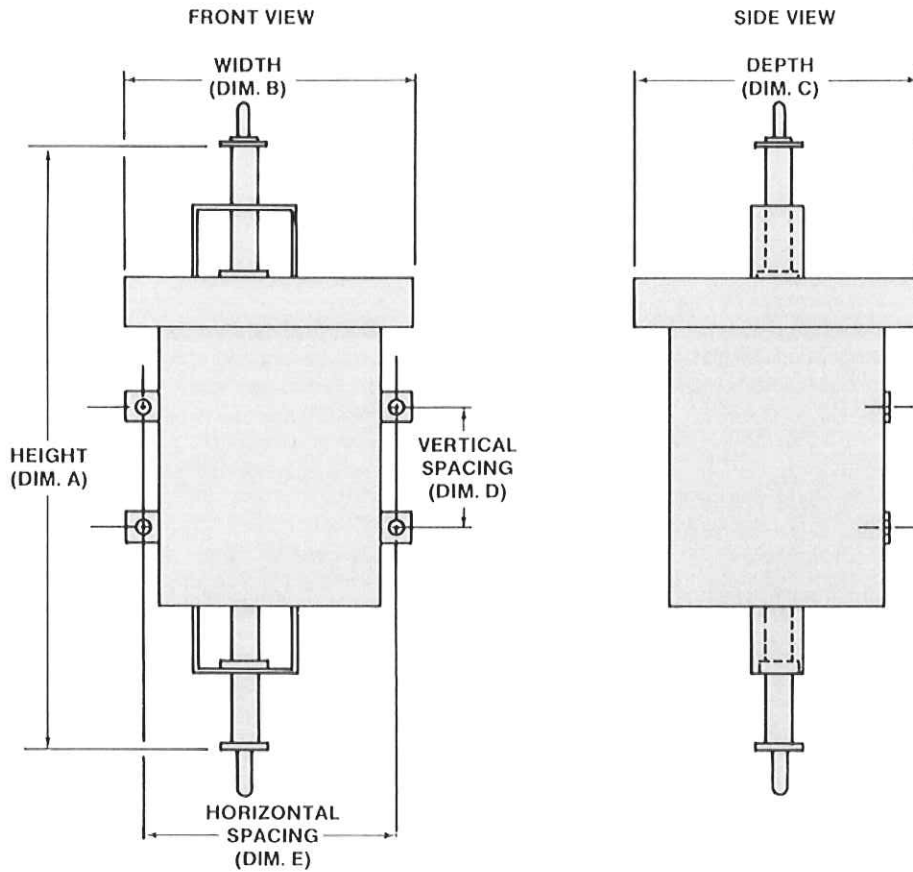 FRONT VIEW
SIDE VIEW
WIDTH
(DIM. B)
DEPTH
(DIM. C)
HEIGHT
(DIM. A)
VERTICAL
SPACING
(DIM. D)
HORIZONTAL
SPACING
(DIM. E)